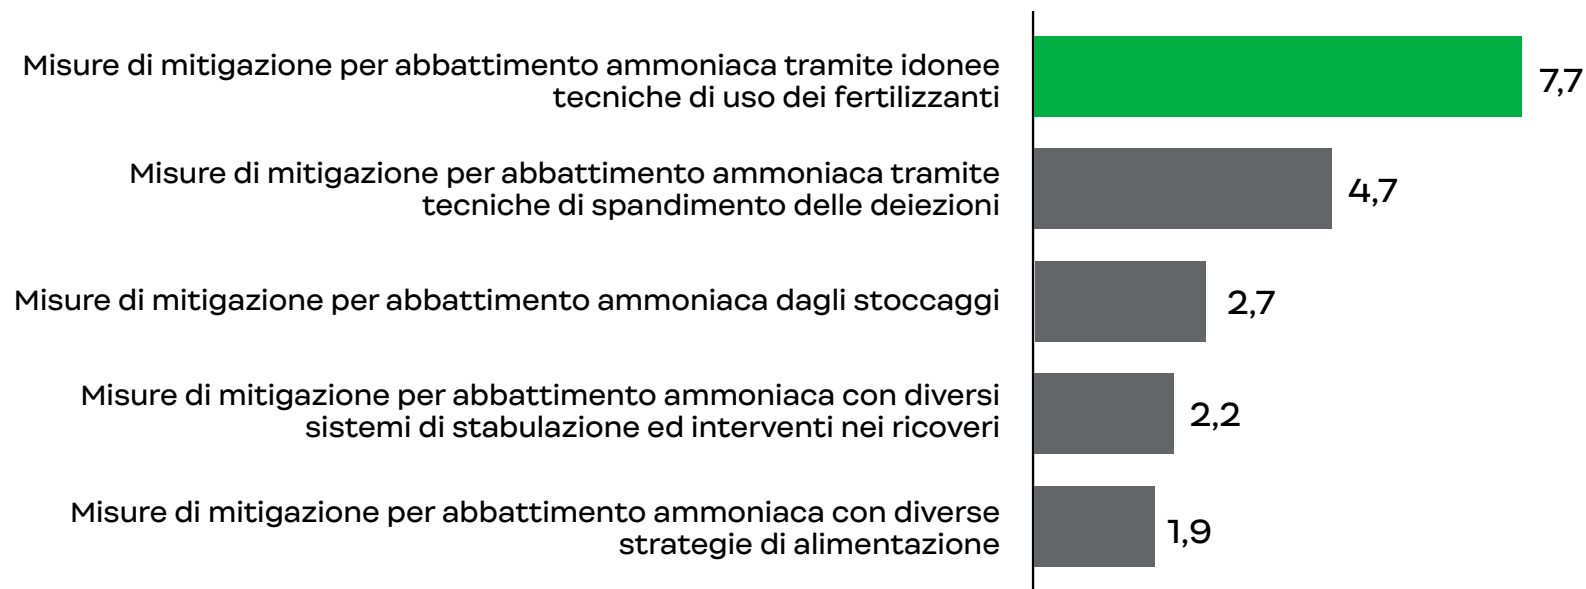 Misure di mitigazione per abbattimento ammoniaca tramite idonee
tecniche di uso dei fertilizzanti
7,7
Misure di mitigazione per abbattimento ammoniaca tramite
tecniche di spandimento delle deiezioni
4,7
Misure di mitigazione per abbattimento ammoniaca dagli stoccaggi
2,7
Misure di mitigazione per abbattimento ammoniaca con diversi
sistemi di stabulazione ed interventi nei ricoveri
2,2
Misure di mitigazione per abbattimento ammoniaca con diverse
strategie di alimentazione
1,9